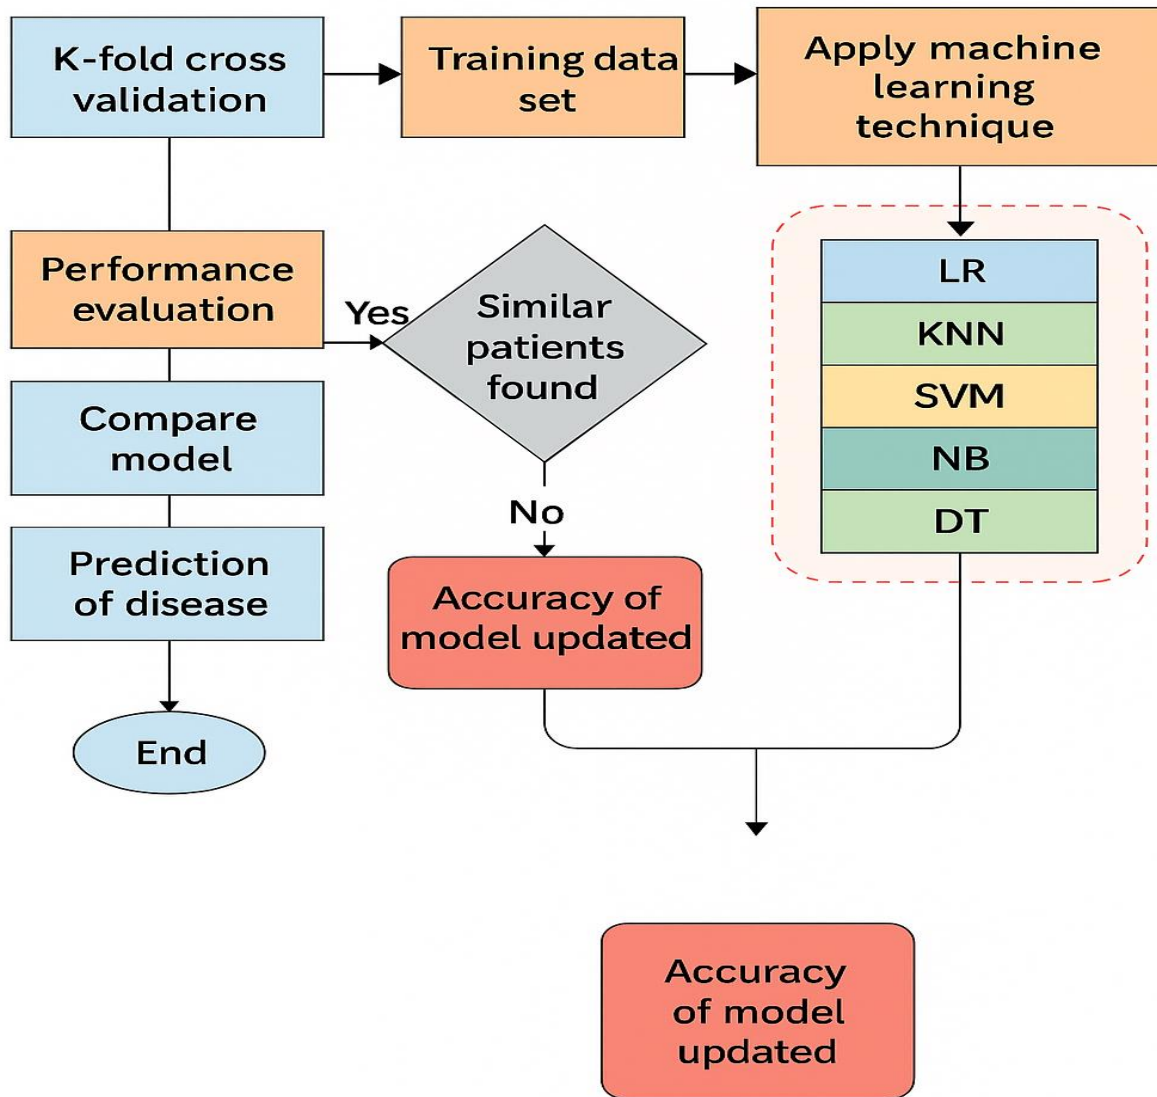 K-fold cross
validation
Training data
set
Apply machine
learning
technique
Performance
evaluation
Yes
Similar
patients
found
LR
KNN
SVM
NB
DT
Compare
model
No
Prediction
of disease
Accuracy of
model updated
End
Accuracy
of model
updated